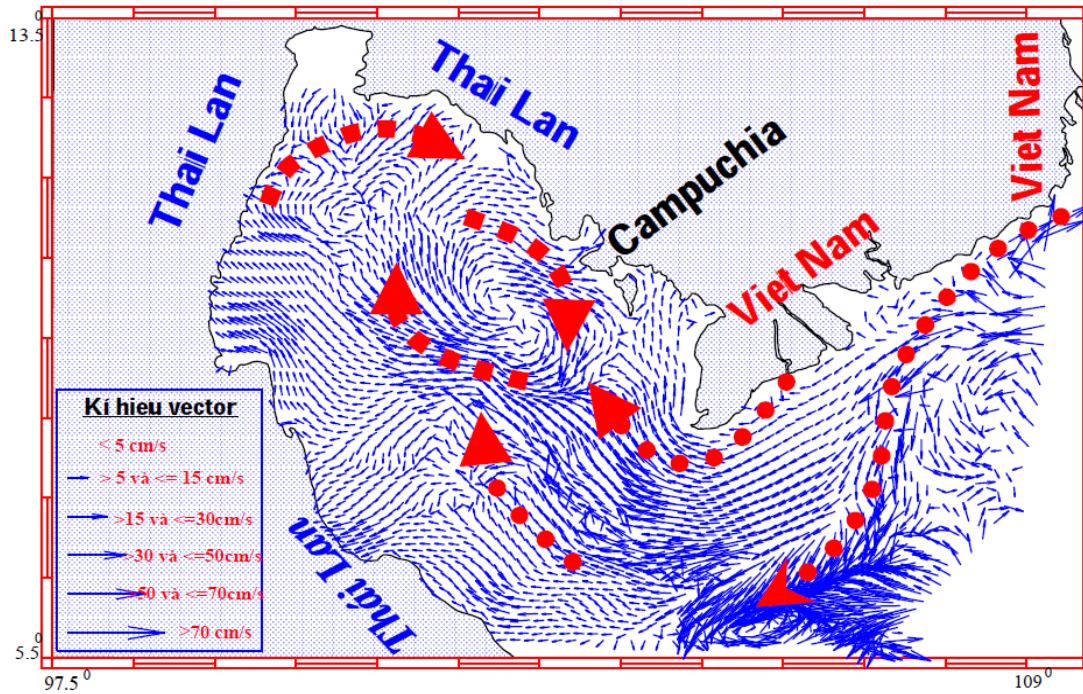 0
13.5
Thai Lan
Thai Lan
Campuchia
Viet Nam
Viet Nam
Kí hieu vector
< 5 cm/s
> 5 và <= 15 cm/s
>15 và <=30cm/s
>30 và <=50cm/s
>50 và <=70cm/s
>70 cm/s
Thái Lan
0
5.5
97.5 0
109 0